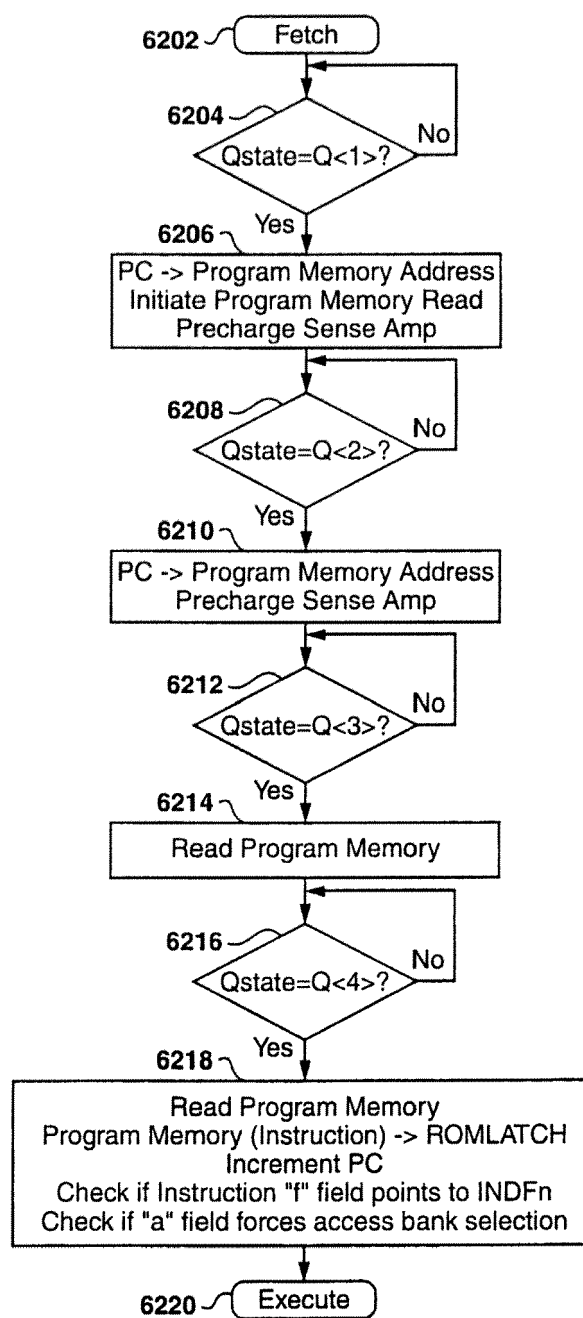 6202 Fetch
6204
Qstate=Q<1>?
No
Yes
6206
PC -> Program Memory Address
Initiate Program Memory Read
Precharge Sense Amp
6208
Qstate=Q<2>?
No
Yes
6210
PC -> Program Memory Address
Precharge Sense Amp
6212
Qstate=Q<3>?
No
Yes
6214
Read Program Memory
6216
Qstate=Q<4>?
No
Yes
6218
Read Program Memory
Program Memory (Instruction) -> ROMLATCH
Increment PC
Check if Instruction "f" field points to INDFn
Check if "a" field forces access bank selection
6220 Execute